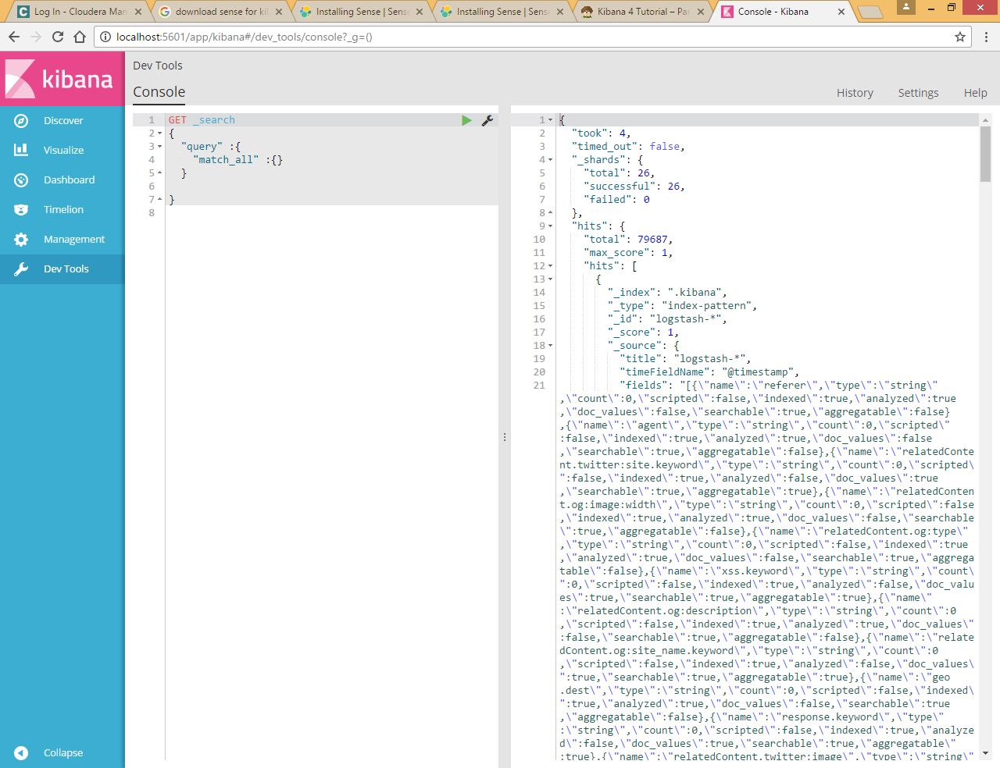 Log In - Cloudera Man
download sense for ki
Installing Sense | Sens
Installing Sense | Sens
Kibana 4 Tutorial – Pa
Console - Kibana
localhost:5601/app/kibana#/dev_tools/console?_g=()
kibana
Discover
Visualize
Dashboard
Timelion
Management
Dev Tools
Collapse
Dev Tools
Console
History Settings Help
1 GET _search
2 {
3 "query" :{
4 "match_all" :{}
5 }
6
7 }
8
1 {
2 "took": 4,
3 "timed_out": false,
4 "_shards": {
5 "total": 26,
6 "successful": 26,
7 "failed": 0
8 },
9 "hits": {
10 "total": 79687,
11 "max_score": 1,
12 "hits": [
13 {
14 "_index": ".kibana",
15 "_type": "index-pattern",
16 "_id": "logstash-*",
17 "_score": 1,
18 "_source": {
19 "title": "logstash-*",
20 "timeFieldName": "@timestamp",
21 "fields": "[{\"name\":\"referer\",\"type\":\"string\"
,\"count\":0,\"scripted\":false,\"indexed\":true,\"analyzed\":true
,\"doc_values\":false,\"searchable\":true,\"aggregatable\":false}
,{\"name\":\"agent\",\"type\":\"string\",\"count\":0,\"scripted\"
:false,\"indexed\":true,\"analyzed\":true,\"doc_values\":false
,\"searchable\":true,\"aggregatable\":false},{\"name\":\"relatedConte
nt.twitter:site.keyword\",\"type\":\"string\",\"count\":0,\"scripted\
":false,\"indexed\":true,\"analyzed\":false,\"doc_values\":true
,\"searchable\":true,\"aggregatable\":true},{\"name\":\"relatedConten
t.og:image:width\",\"type\":\"string\",\"count\":0,\"scripted\":false
,\"indexed\":true,\"analyzed\":true,\"doc_values\":false,\"searchable
\":true,\"aggregatable\":false},{\"name\":\"relatedContent.og:type\"
,\"type\":\"string\",\"count\":0,\"scripted\":false,\"indexed\":true
,\"analyzed\":true,\"doc_values\":false,\"searchable\":true,\"aggrega
table\":false},{\"name\":\"xss.keyword\",\"type\":\"string\",\"count\
":0,\"scripted\":false,\"indexed\":true,\"analyzed\":false,\"doc_valu
es\":true,\"searchable\":true,\"aggregatable\":true},{\"name\"
:\"relatedContent.og:description\",\"type\":\"string\",\"count\":0
,\"scripted\":false,\"indexed\":true,\"analyzed\":true,\"doc_values\"
:false,\"searchable\":true,\"aggregatable\":false},{\"name\":\"relate
dContent.og:site_name.keyword\",\"type\":\"string\",\"count\":0
,\"scripted\":false,\"indexed\":true,\"analyzed\":false,\"doc_values\
":true,\"searchable\":true,\"aggregatable\":true},{\"name\":\"geo
.dest\",\"type\":\"string\",\"count\":0,\"scripted\":false,\"indexed\
":true,\"analyzed\":true,\"doc_values\":false,\"searchable\":true
,\"aggregatable\":false},{\"name\":\"response.keyword\",\"type\"
:\"string\",\"count\":0,\"scripted\":false,\"indexed\":true,\"analyze
d\":false,\"doc_values\":true,\"searchable\":true,\"aggregatable\"
:true},{\"name\":\"relatedContent.twitter:image\",\"type\":\"string\"